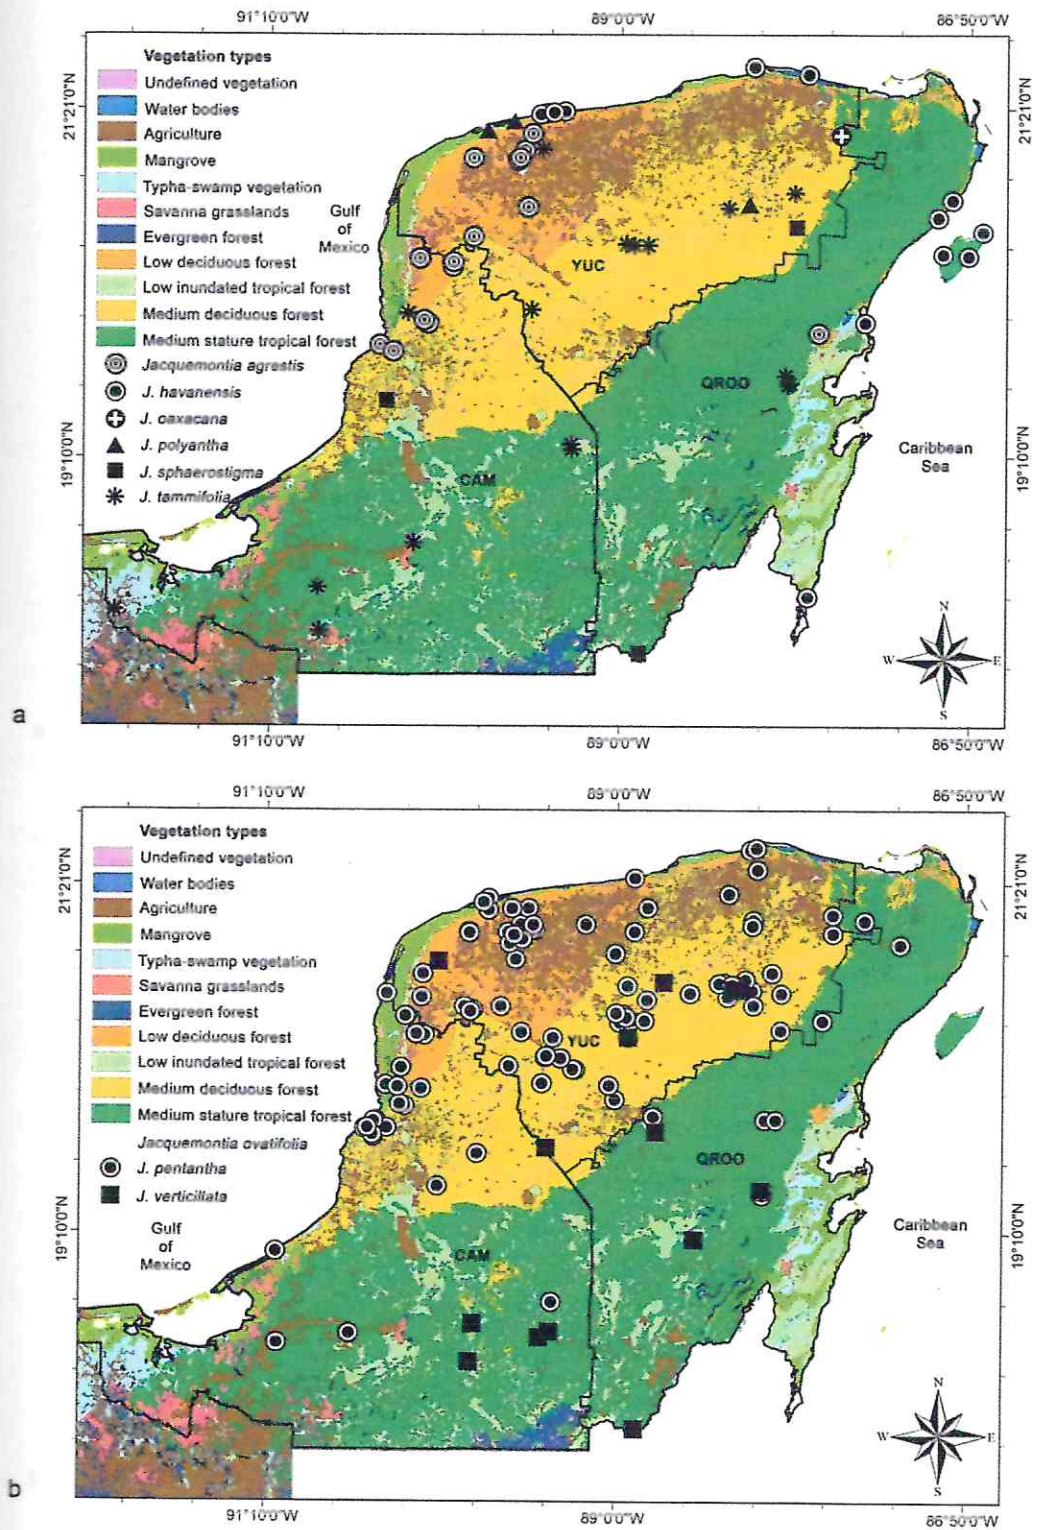 91°10'0"W 89°0'0"W 86°50'0"W
21°21'0"N
21°21'0"N
Vegetation types
Undefined vegetation
Water bodies
Agriculture
Mangrove
Typha-swamp vegetation
Savanna grasslands
Evergreen forest
Low deciduous forest
Low inundated tropical forest
Medium deciduous forest
Medium stature tropical forest
Jacquemontia agrestis
J. havanensis
J. oaxacana
J. polyantha
J. sphaerostigma
J. tammifolia
Gulf
of
Mexico
YUC
QROO
CAM
Caribbean
Sea
19°10'0"N
19°10'0"N
N
W
E
S
a
91°10'0"W 89°0'0"W 86°50'0"W
91°10'0"W 89°0'0"W 86°50'0"W
21°21'0"N
21°21'0"N
Vegetation types
Undefined vegetation
Water bodies
Agriculture
Mangrove
Typha-swamp vegetation
Savanna grasslands
Evergreen forest
Low deciduous forest
Low inundated tropical forest
Medium deciduous forest
Medium stature tropical forest
Jacquemontia ovatifolia
J. pentantha
J. verticillata
Gulf
of
Mexico
YUC
QROO
CAM
Caribbean
Sea
19°10'0"N
19°10'0"N
N
W
E
S
b
91°10'0"W 89°0'0"W 86°50'0"W